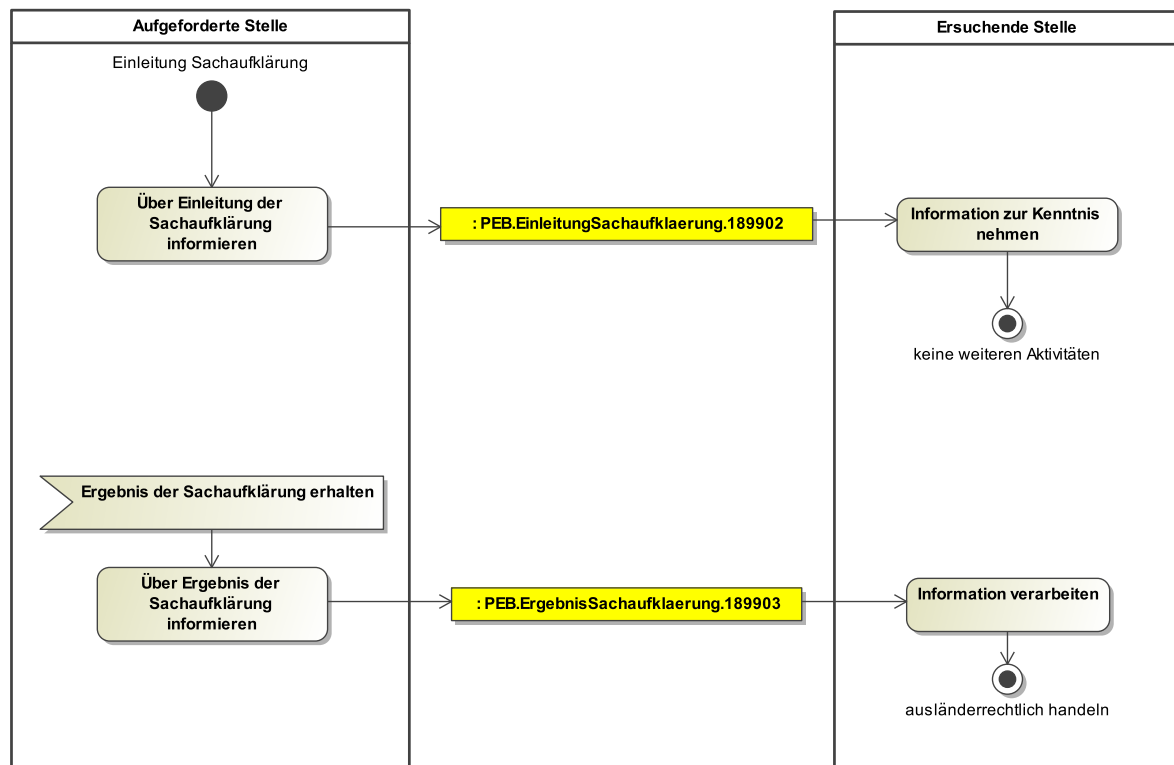 Aufgeforderte Stelle
Ersuchende Stelle
Einleitung Sachaufklärung
Über Einleitung der
Sachaufklärung
informieren
: PEB.EinleitungSachaufklaerung.189902
Information zur Kenntnis
nehmen
keine weiteren Aktivitäten
Ergebnis der Sachaufklärung erhalten
Über Ergebnis der
Sachaufklärung
informieren
: PEB.ErgebnisSachaufklaerung.189903
Information verarbeiten
ausländerrechtlich handeln